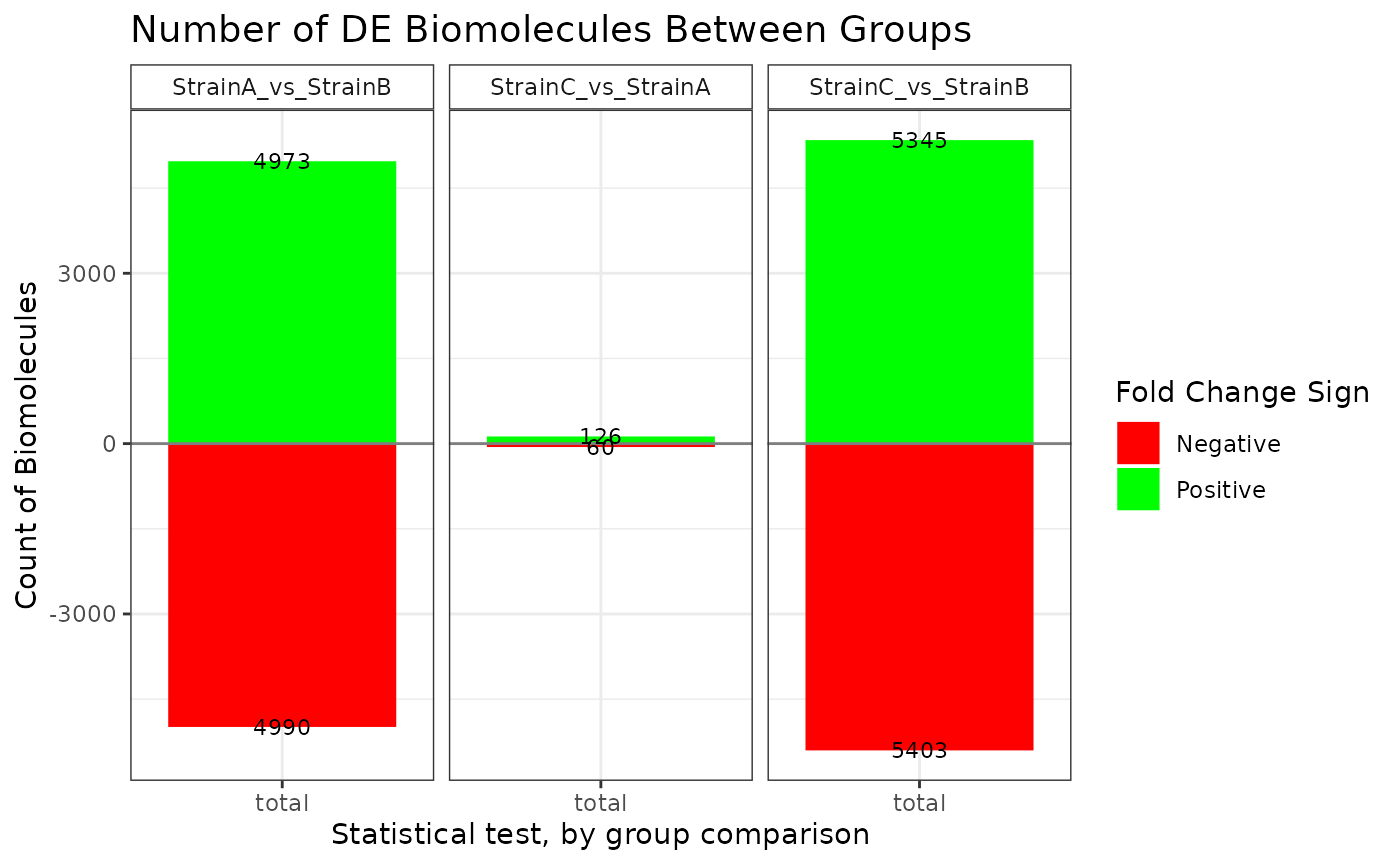 Number of DE Biomolecules Between Groups
StrainA_vs_StrainB
StrainC_vs_StrainA
StrainC_vs_StrainB
Count of Biomolecules
3000
0
-3000
4973
4990
126
60
5345
5403
total
total
total
Statistical test, by group comparison
Fold Change Sign
Negative
Positive